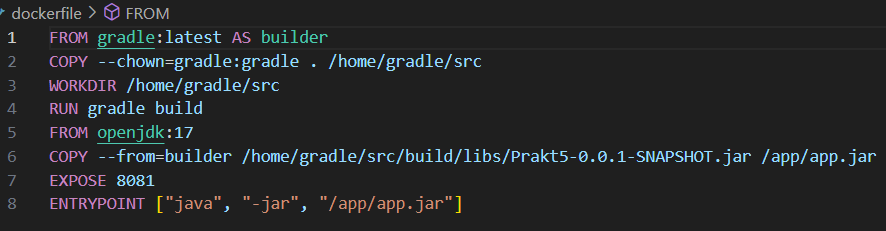 dockerfile > FROM
1 FROM gradle:latest AS builder
2 COPY --chown=gradle:gradle . /home/gradle/src
3 WORKDIR /home/gradle/src
4 RUN gradle build
5 FROM openjdk:17
6 COPY --from=builder /home/gradle/src/build/libs/Prakt5-0.0.1-SNAPSHOT.jar /app/app.jar
7 EXPOSE 8081
8 ENTRYPOINT ["java", "-jar", "/app/app.jar"]